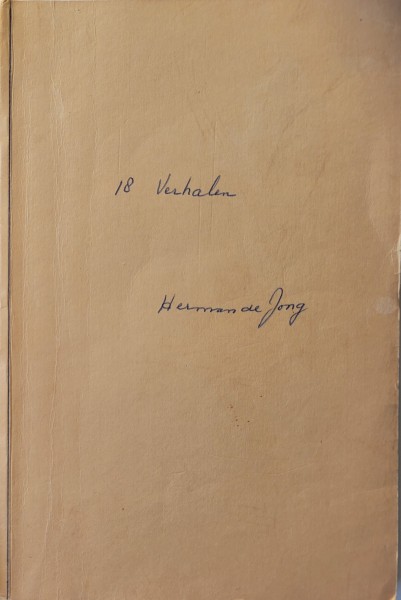 18 Verhalen
Herman de Jong